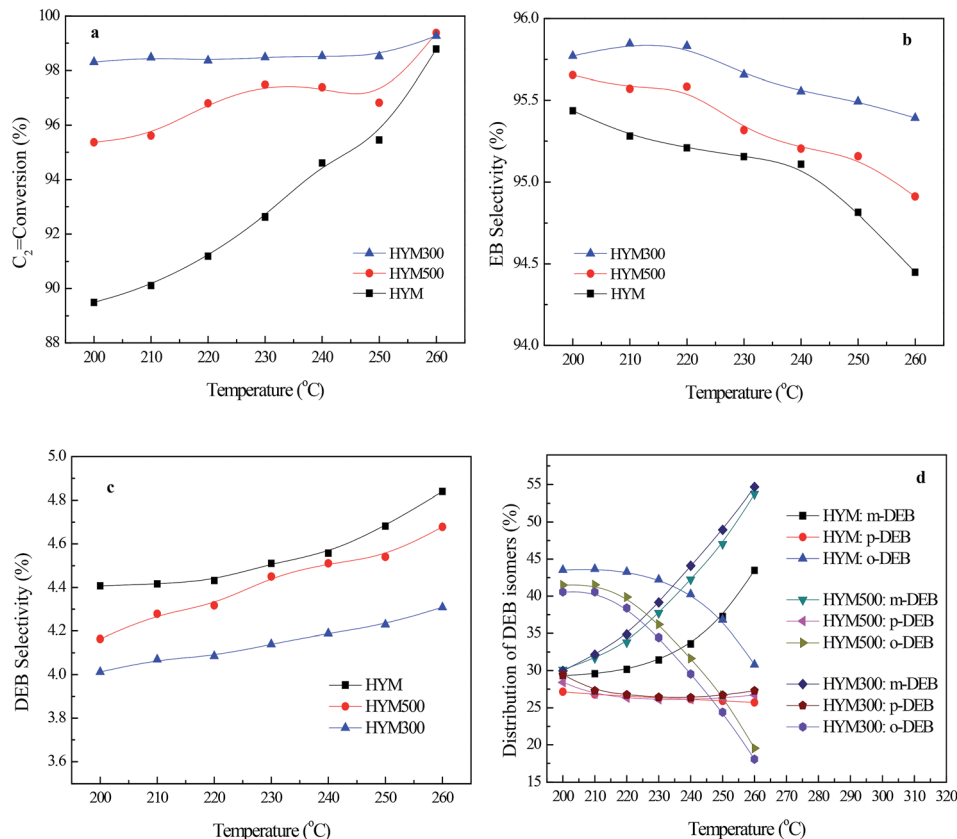 a
C2=Conversion (%)
100
98
96
94
92
90
88
HYM300
HYM500
HYM
200 210 220 230 240 250 260
Temperature (oC)
b
EB Selectivity (%)
96.0
95.5
95.0
94.5
94.0
HYM300
HYM500
HYM
200 210 220 230 240 250 260
Temperature (oC)
c
DEB Selectivity (%)
5.0
4.8
4.6
4.4
4.2
4.0
3.8
3.6
HYM
HYM500
HYM300
200 210 220 230 240 250 260
Temperature (oC)
d
Distribution of DEB isomers (%)
55
50
45
40
35
30
25
20
15
HYM: m-DEB
HYM: p-DEB
HYM: o-DEB
HYM500: m-DEB
HYM500: p-DEB
HYM500: o-DEB
HYM300: m-DEB
HYM300: p-DEB
HYM300: o-DEB
200 210 220 230 240 250 260 270 280 290 300 310 320
Temperature (oC)